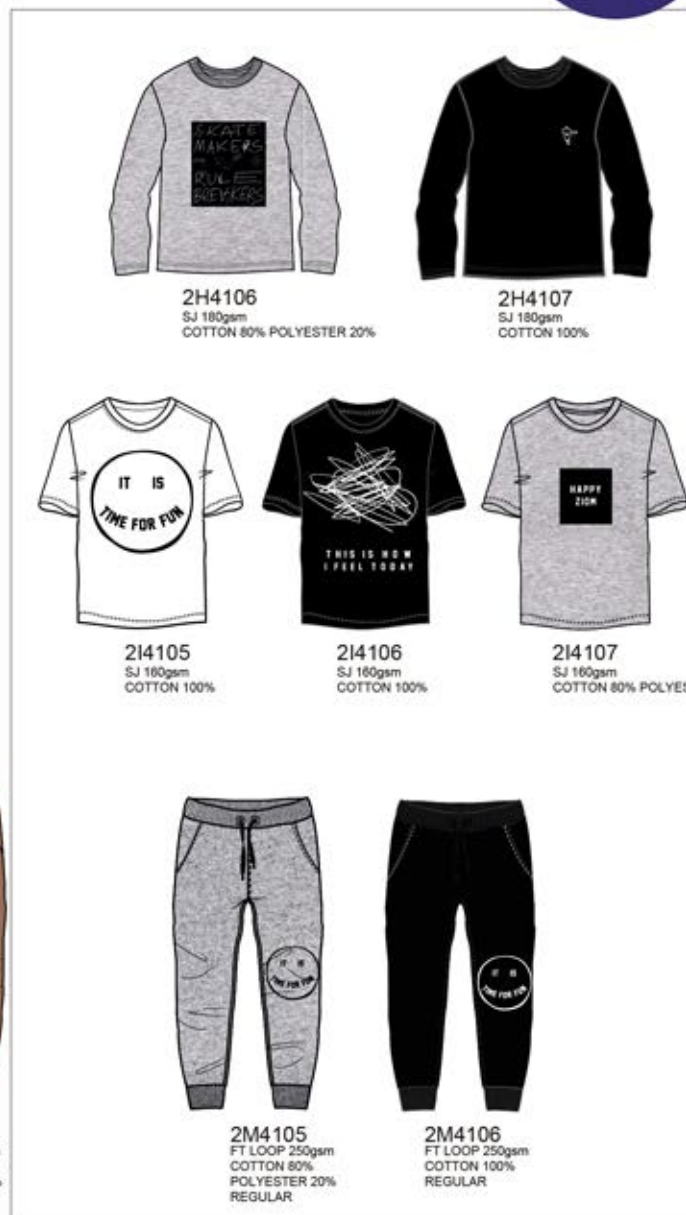 SKATE
MAKERS
RULE
BREAKERS
2H4106
SJ 180gsm
COTTON 80% POLYESTER 20%
2H4107
SJ 180gsm
COTTON 100%
IT IS
TIME FOR FUN
2I4105
SJ 160gsm
COTTON 100%
THIS IS HOW
I FEEL TODAY
2I4106
SJ 160gsm
COTTON 100%
HAPPY
ZIOM
2I4107
SJ 160gsm
COTTON 80% POLYES
IT IS
TIME FOR FUN
2M4105
FT LOOP 250gsm
COTTON 80%
POLYESTER 20%
REGULAR
IT IS
TIME FOR FUN
2M4106
FT LOOP 250gsm
COTTON 100%
REGULAR